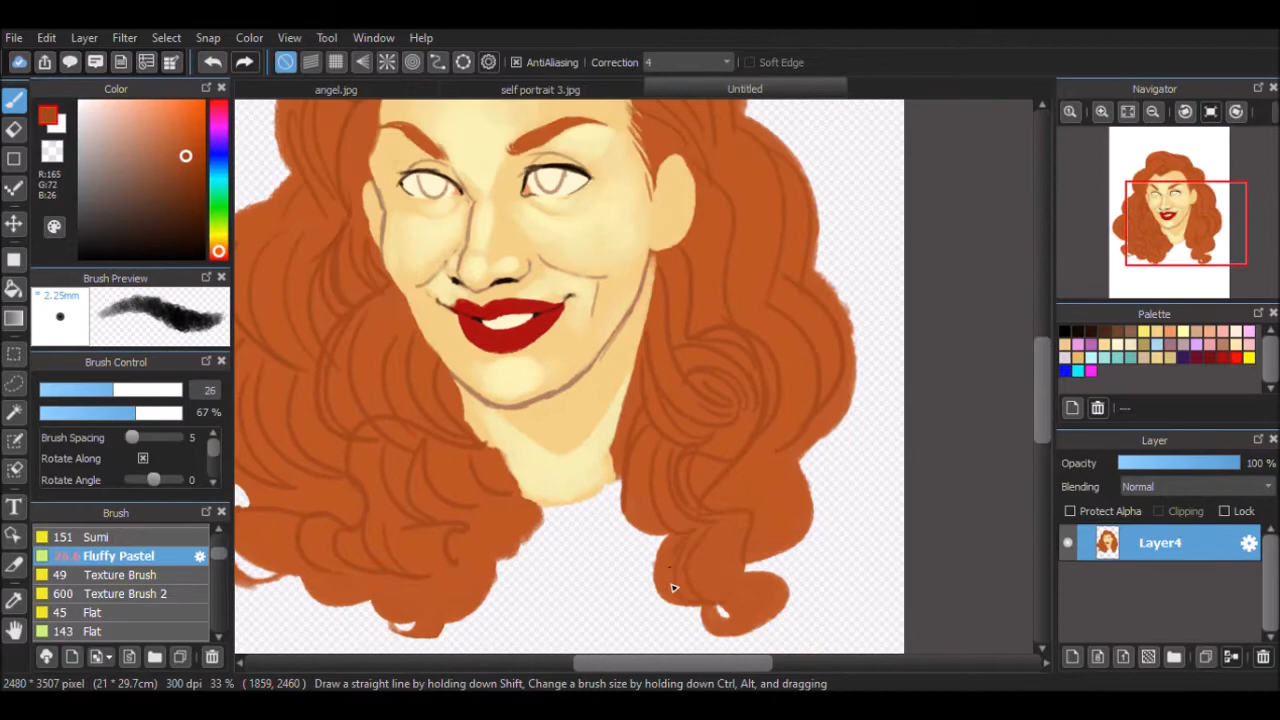 File Edit Layer Filter Select Snap Color View Tool Window Help
AntiAliasing Correction 4 Soft Edge
angel.jpg self portrait 3.jpg Untitled
Color
R:165
G:72
B:26
Brush Preview
* 2.25mm
Brush Control
26
67 %
Brush Spacing 5
Rotate Along
Rotate Angle 0
Brush
151 Sumi
26.6 Fluffy Pastel
49 Texture Brush
600 Texture Brush 2
45 Flat
143 Flat
Navigator
Palette
---
Layer
Opacity 100 %
Blending Normal
Protect Alpha Clipping Lock
Layer4
2480 * 3507 pixel (21 * 29.7cm) 300 dpi 33 % ( 1859, 2460 ) Draw a straight line by holding down Shift, Change a brush size by holding down Ctrl, Alt, and dragging